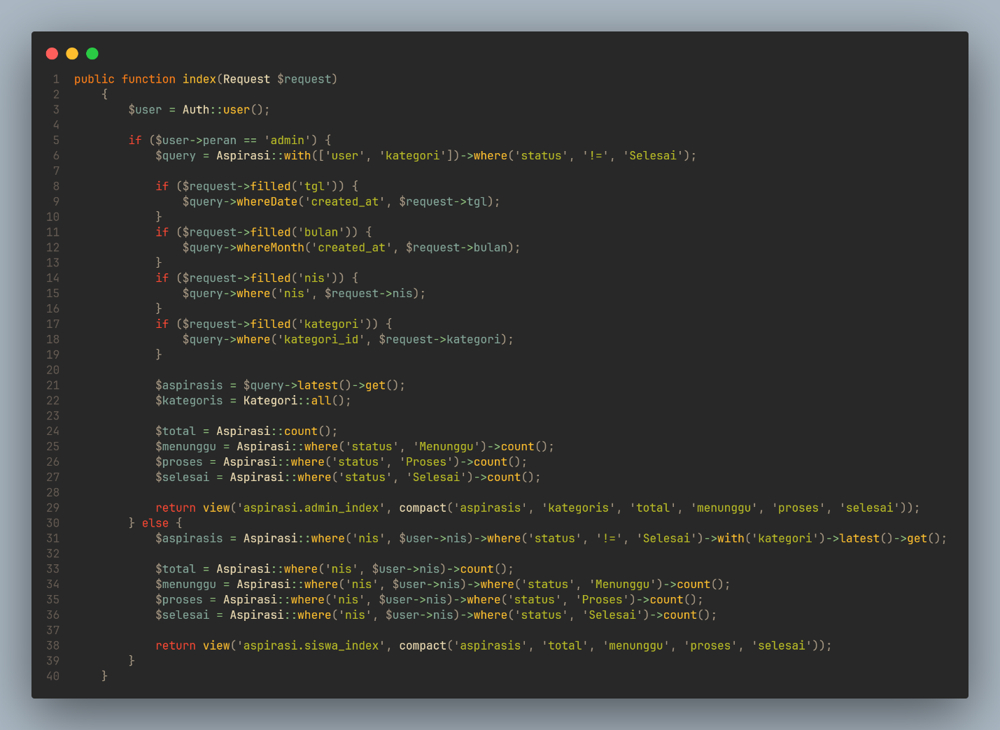 1 public function index(Request $request)
2 {
3 $user = Auth::user();
4
5 if ($user->peran == 'admin') {
6 $query = Aspirasi::with(['user', 'kategori'])->where('status', '!=', 'Selesai');
7
8 if ($request->filled('tgl')) {
9 $query->whereDate('created_at', $request->tgl);
10 }
11 if ($request->filled('bulan')) {
12 $query->whereMonth('created_at', $request->bulan);
13 }
14 if ($request->filled('nis')) {
15 $query->where('nis', $request->nis);
16 }
17 if ($request->filled('kategori')) {
18 $query->where('kategori_id', $request->kategori);
19 }
20
21 $aspirasis = $query->latest()->get();
22 $kategoris = Kategori::all();
23
24 $total = Aspirasi::count();
25 $menunggu = Aspirasi::where('status', 'Menunggu')->count();
26 $proses = Aspirasi::where('status', 'Proses')->count();
27 $selesai = Aspirasi::where('status', 'Selesai')->count();
28
29 return view('aspirasi.admin_index', compact('aspirasis', 'kategoris', 'total', 'menunggu', 'proses', 'selesai'));
30 } else {
31 $aspirasis = Aspirasi::where('nis', $user->nis)->where('status', '!=', 'Selesai')->with('kategori')->latest()->get();
32
33 $total = Aspirasi::where('nis', $user->nis)->count();
34 $menunggu = Aspirasi::where('nis', $user->nis)->where('status', 'Menunggu')->count();
35 $proses = Aspirasi::where('nis', $user->nis)->where('status', 'Proses')->count();
36 $selesai = Aspirasi::where('nis', $user->nis)->where('status', 'Selesai')->count();
37
38 return view('aspirasi.siswa_index', compact('aspirasis', 'total', 'menunggu', 'proses', 'selesai'));
39 }
40 }